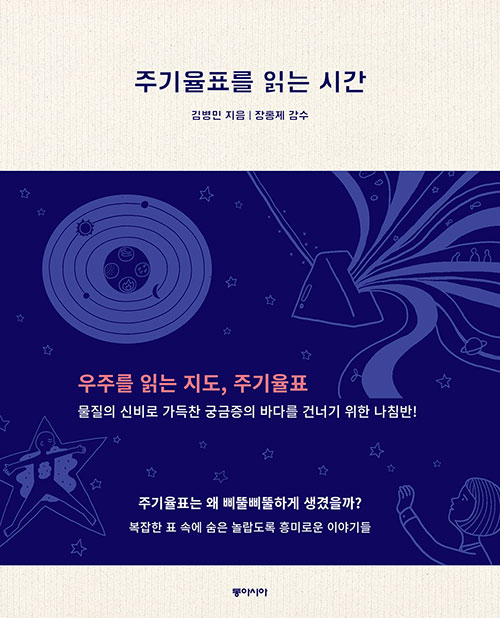 주기율표를 읽는 시간
김병민 지음 | 장홍제 감수
우주를 읽는 지도, 주기율표
물질의 신비로 가득찬 궁금증의 바다를 건너기 위한 나침반!
주기율표는 왜 삐뚤삐뚤하게 생겼을까?
복잡한 표 속에 숨은 놀랍도록 흥미로운 이야기들
동아시아